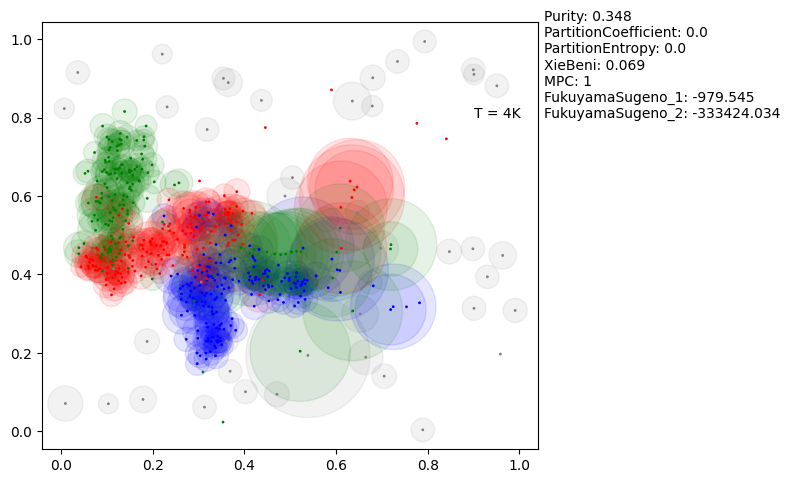 Purity: 0.348
PartitionCoefficient: 0.0
PartitionEntropy: 0.0
XieBeni: 0.069
MPC: 1
FukuyamaSugeno_1: -979.545
FukuyamaSugeno_2: -333424.034
T = 4K
1.0
0.8
0.6
0.4
0.2
0.0
0.0 0.2 0.4 0.6 0.8 1.0